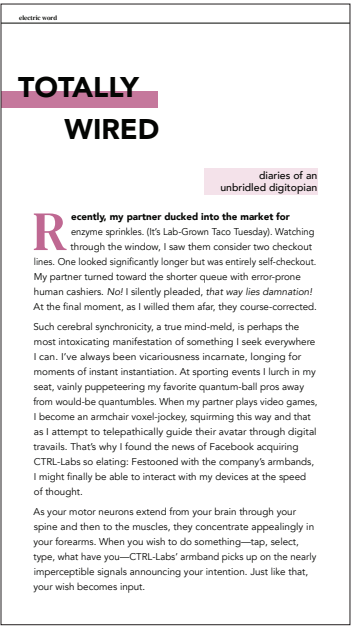 electric word
TOTALLY
WIRED
diaries of an
unbridled digitopian
Recently, my partner ducked into the market for
enzyme sprinkles. (It's Lab-Grown Taco Tuesday). Watching
through the window, I saw them consider two checkout
lines. One looked significantly longer but was entirely self-checkout.
My partner turned toward the shorter queue with error-prone
human cashiers. No! I silently pleaded, that way lies damnation!
At the final moment, as I willed them afar, they course-corrected.
Such cerebral synchronicity, a true mind-meld, is perhaps the
most intoxicating manifestation of something I seek everywhere
I can. I've always been vicariousness incarnate, longing for
moments of instant instantiation. At sporting events I lurch in my
seat, vainly puppeteering my favorite quantum-ball pros away
from would-be quantumbles. When my partner plays video games,
I become an armchair voxel-jockey, squirming this way and that
as I attempt to telepathically guide their avatar through digital
travails. That's why I found the news of Facebook acquiring
CTRL-Labs so elating: Festooned with the company's armbands,
I might finally be able to interact with my devices at the speed
of thought.
As your motor neurons extend from your brain through your
spine and then to the muscles, they concentrate appealingly in
your forearms. When you wish to do something—tap, select,
type, what have you—CTRL-Labs' armband picks up on the nearly
imperceptible signals announcing your intention. Just like that,
your wish becomes input.